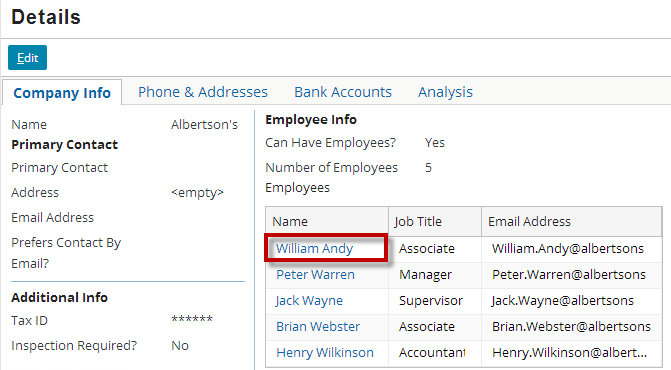 Details
Edit
Company Info Phone & Addresses Bank Accounts Analysis
Name Albertson's
Primary Contact
Primary Contact
Address <empty>
Email Address
Prefers Contact By
Email?
Additional Info
Tax ID ******
Inspection Required? No
Employee Info
Can Have Employees? Yes
Number of Employees 5
Employees
Name Job Title Email Address
William Andy Associate William.Andy@albertsons
Peter Warren Manager Peter.Warren@albertsons
Jack Wayne Supervisor Jack.Wayne@albertsons
Brian Webster Associate Brian.Webster@albertsons
Henry Wilkinson Accountant Henry.Wilkinson@albert...